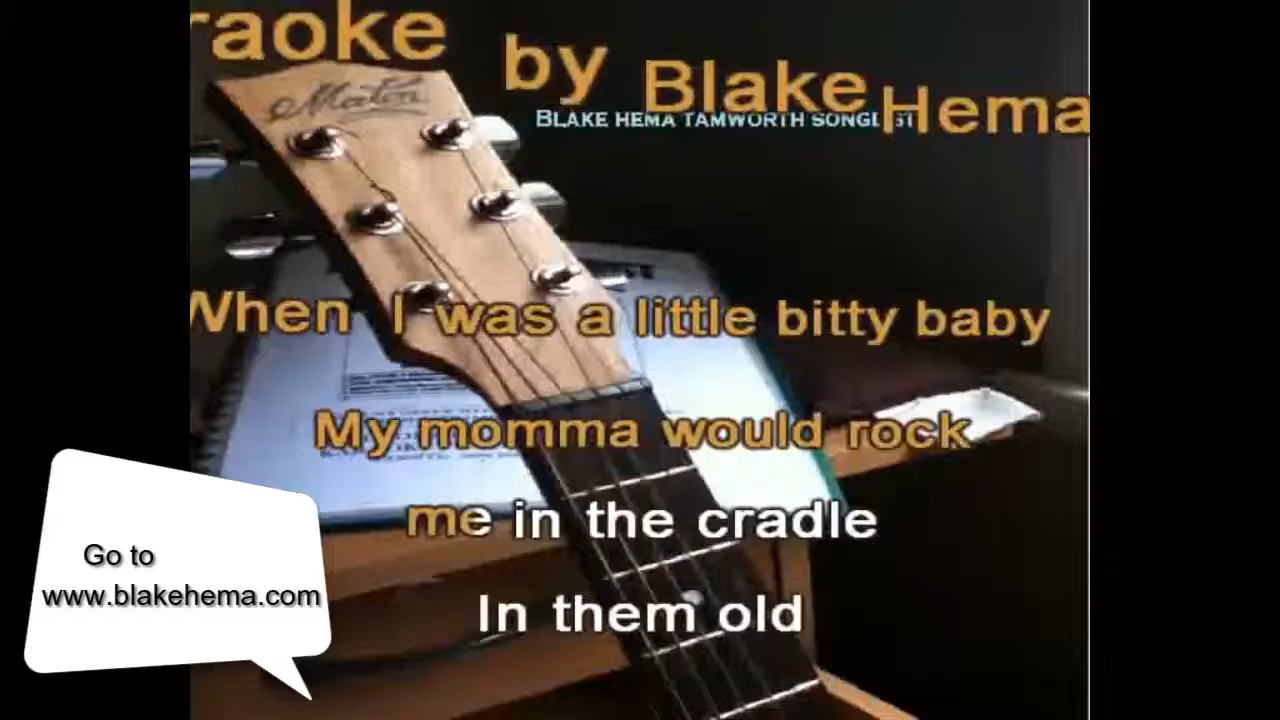 raoke by Blake Hema
Maton
BLAKE HEMA TAMWORTH SONGLIST
When I was a little bitty baby
My momma would rock
me in the cradle
In them old
Go to
www.blakehema.com